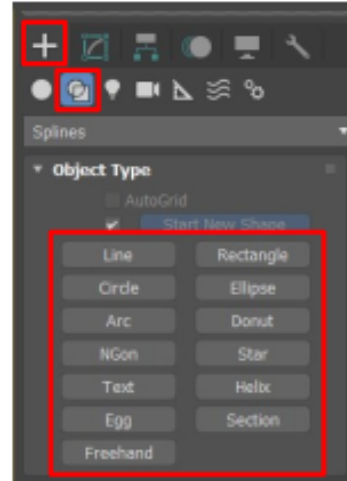 Splines
Object Type
AutoGrid
Start New Shape
Line Rectangle
Circle Ellipse
Arc Donut
NGon Star
Text Helix
Egg Section
Freehand